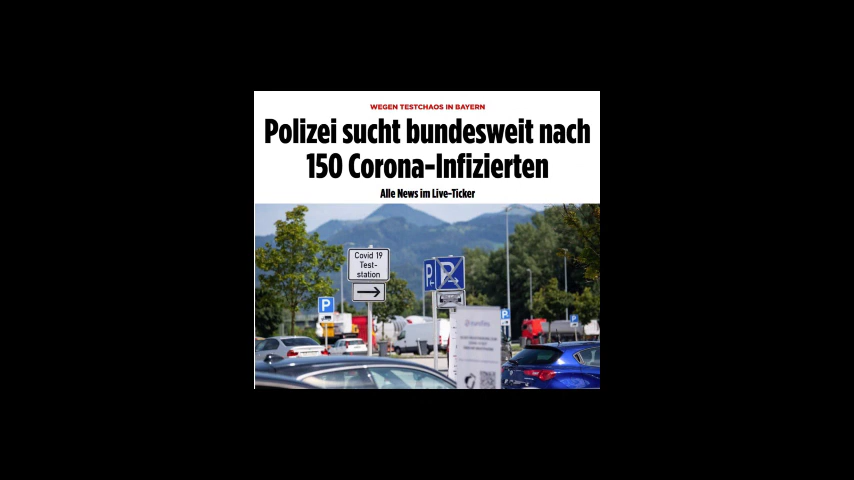 WEGEN TESTCHAOS IN BAYERN
Polizei sucht bundesweit nach
150 Corona-Infizierten
Alle News im Live-Ticker
Covid 19
Test-
station
P
P
P